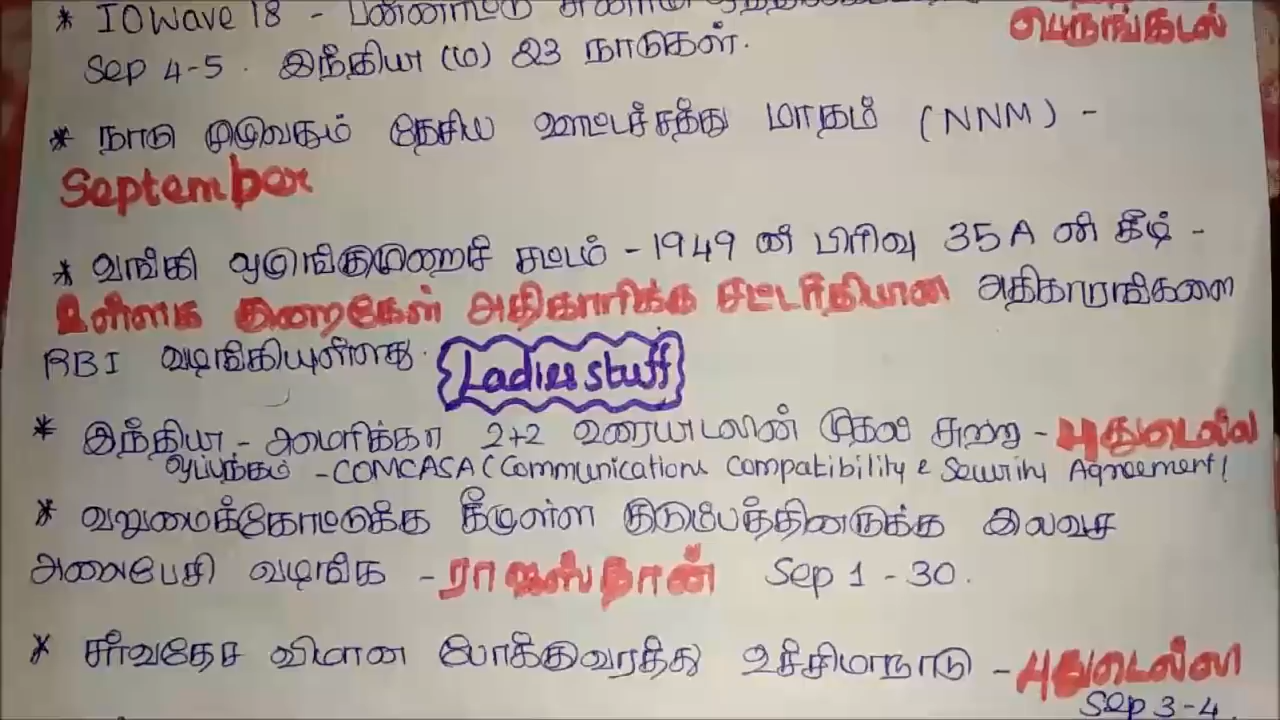 * IOWave 18 - பன்னாட்டு
பெருங்கடல்
Sep 4-5. இந்தியா (ம) 23 நாடுகள்.
* நாடு முழுவதும் தேசிய ஊட்டச்சத்து மாதம் (NNM) -
September
* வங்கி ஒழுங்குமுறைச் சட்டம் - 1949 ன் பிரிவு 35 A ன் கீழ் -
உள்ளக குறைகேள் அதிகாரிக்கு சட்டரீதியான அதிகாரங்களை
RBI வழங்கியுள்ளது.
Ladies stuff
* இந்தியா - அமெரிக்கா 2+2 உரையாடலின் முதல் சுற்று - புதுடெல்லி
ஒப்பந்தம் - COMCASA (Communications Compatibility & Security Agreement)
* வறுமைக்கோட்டுக்கு கீழுள்ள குடும்பத்தினருக்கு இலவச
அலைபேசி வழங்க - ராஜஸ்தான் Sep 1 - 30.
* சர்வதேச விமான போக்குவரத்து உச்சிமாநாடு - புதுடெல்லி
Sep 3-4.